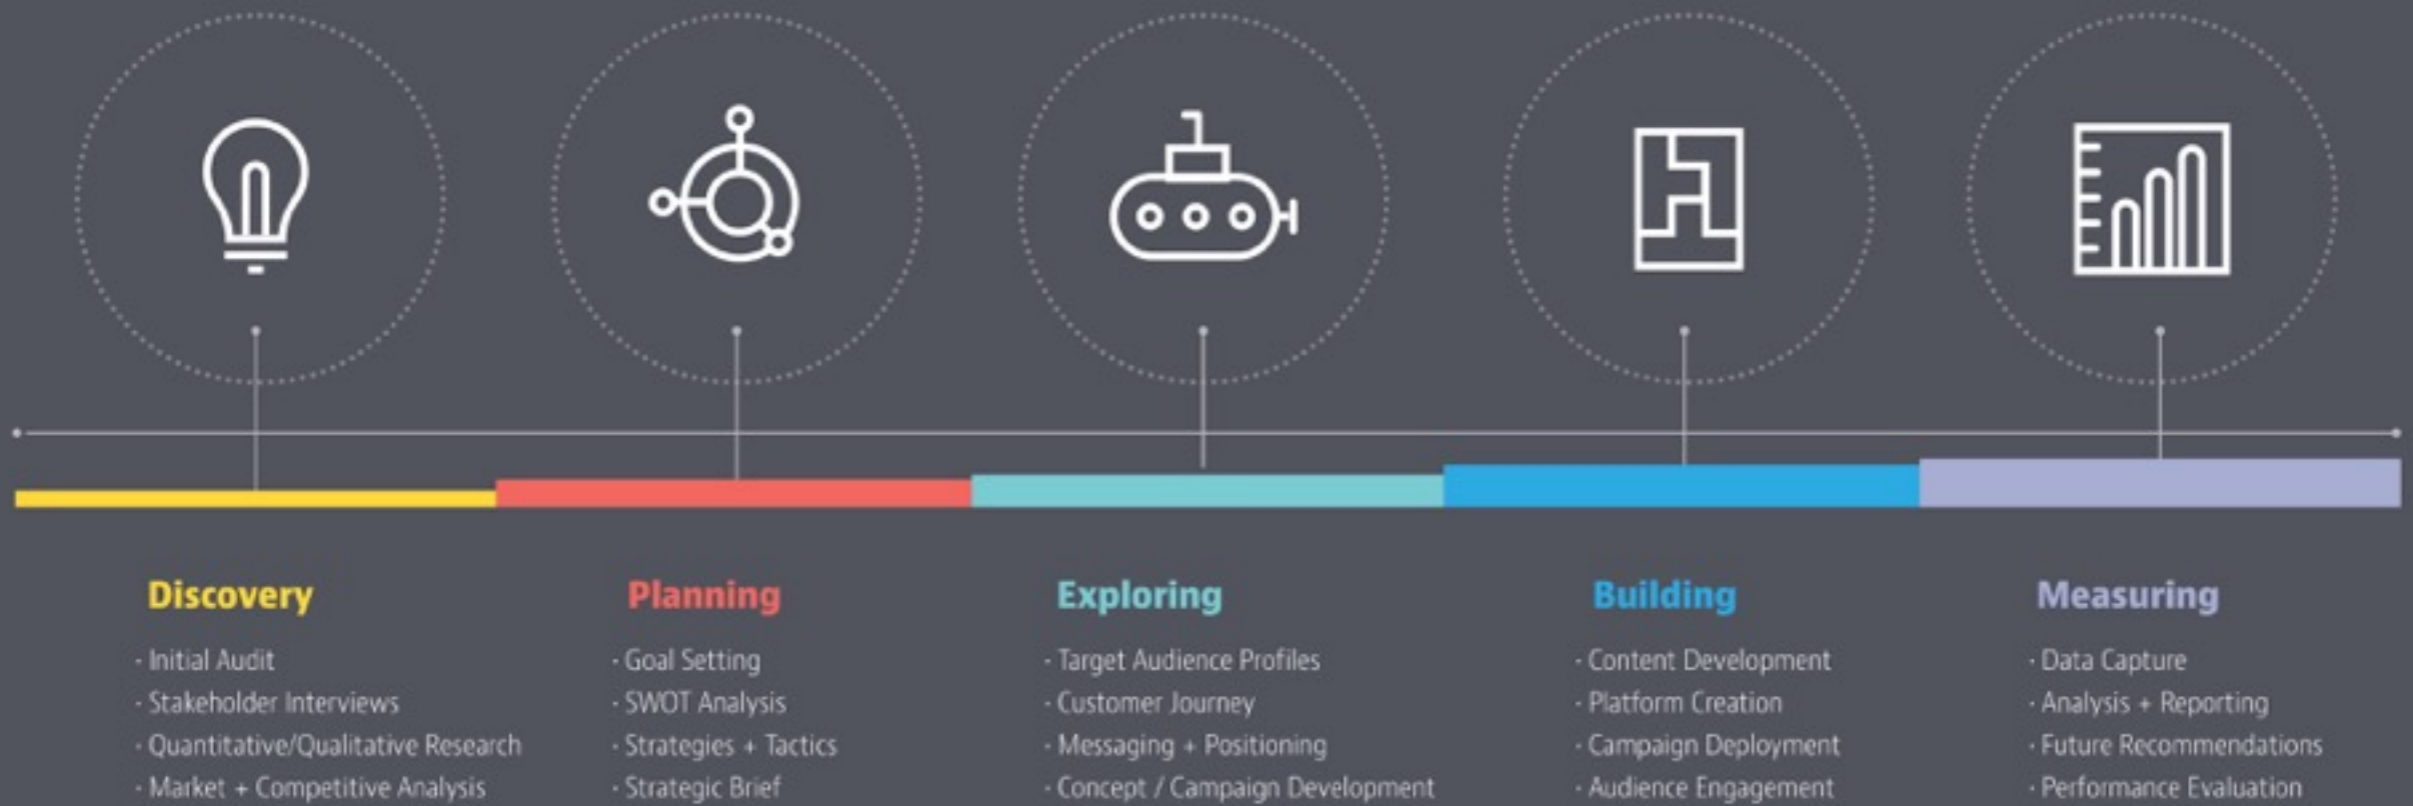 Discovery
· Initial Audit
· Stakeholder Interviews
· Quantitative/Qualitative Research
· Market + Competitive Analysis
Planning
· Goal Setting
· SWOT Analysis
· Strategies + Tactics
· Strategic Brief
Exploring
· Target Audience Profiles
· Customer Journey
· Messaging + Positioning
· Concept / Campaign Development
Building
· Content Development
· Platform Creation
· Campaign Deployment
· Audience Engagement
Measuring
· Data Capture
· Analysis + Reporting
· Future Recommendations
· Performance Evaluation